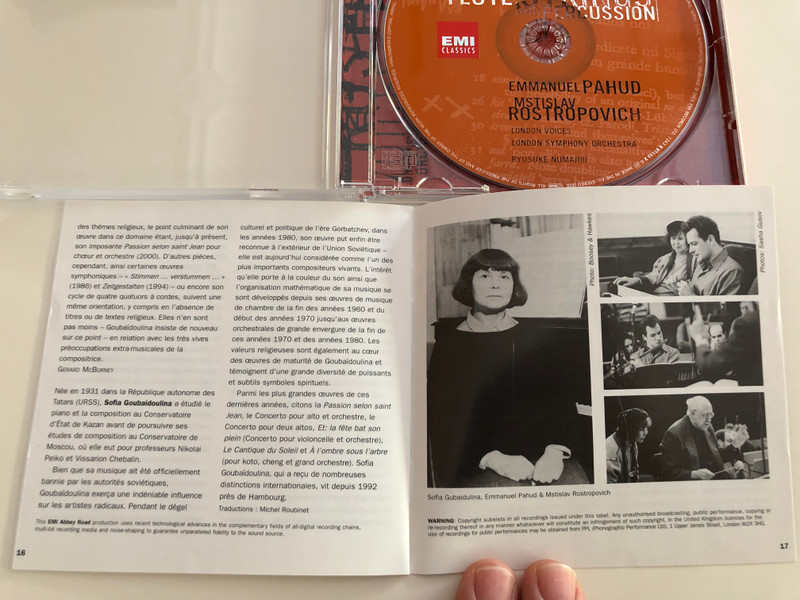 FLUTE STRINGS
PERCUSSION
EMI
CLASSICS
EMMANUEL PAHUD
MSTISLAV
ROSTROPOVICH
LONDON VOICES
LONDON SYMPHONY ORCHESTRA
RYUSUKE NUMAJIRI
des thèmes religieux, le point culminant de son
œuvre dans ce domaine étant, jusqu'à présent,
son imposante Passion selon saint Jean pour
chœur et orchestre (2000). D'autres pièces,
cependant, ainsi certaines œuvres
symphoniques – « Stimmen ... verstummen ... »
(1986) et Zeitgestalten (1994) – ou encore son
cycle de quatre quatuors à cordes, suivent une
même orientation, y compris en l'absence de
titres ou de textes religieux. Elles n'en sont
pas moins – Goubaïdoulina insiste de nouveau
sur ce point – en relation avec les très vives
préoccupations extra-musicales de la
compositrice.
GERARD MCBURNEY
Née en 1931 dans la République autonome des
Tatars (URSS), Sofia Goubaïdoulina a étudié le
piano et la composition au Conservatoire
d'État de Kazan avant de poursuivre ses
études de composition au Conservatoire de
Moscou, où elle eut pour professeurs Nikolaï
Peiko et Vissarion Chebalin.
Bien que sa musique ait été officiellement
bannie par les autorités soviétiques,
Goubaïdoulina exerça une indéniable influence
sur les artistes radicaux. Pendant le dégel
culturel et politique de l'ère Gorbatchev, dans
les années 1980, son œuvre put enfin être
reconnue à l'extérieur de l'Union Soviétique –
elle est aujourd'hui considérée comme l'un des
plus importants compositeurs vivants. L'intérêt
qu'elle porte à la couleur du son ainsi que
l'organisation mathématique de sa musique se
sont développés depuis ses œuvres de musique
de chambre de la fin des années 1960 et du
début des années 1970 jusqu'aux œuvres
orchestrales de grande envergure de la fin de
ces années 1970 et des années 1980. Les
valeurs religieuses sont également au cœur
des œuvres de maturité de Goubaïdoulina et
témoignent d'une grande diversité de puissants
et subtils symboles spirituels.
Parmi les plus grandes œuvres de ces
dernières années, citons la Passion selon saint
Jean, le Concerto pour alto et orchestre, le
Concerto pour deux altos, Et: la fête bat son
plein (Concerto pour violoncelle et orchestre),
Le Cantique du Soleil et À l'ombre sous l'arbre
(pour koto, cheng et grand orchestre). Sofia
Goubaïdoulina, qui a reçu de nombreuses
distinctions internationales, vit depuis 1992
près de Hambourg.
Traductions : Michel Roubinet
This EMI Abbey Road production uses recent technological advances in the complementary fields of all-digital recording chains,
multi-bit recording media and noise-shaping to guarantee unparalleled fidelity to the sound source.
16
Photo: Boosey & Hawkes
Photos: Sasha Gusov
Sofia Gubaidulina, Emmanuel Pahud & Mstislav Rostropovich
WARNING: Copyright subsists in all recordings issued under this label. Any unauthorised broadcasting, public performance, copying or
re-recording thereof in any manner whatsoever will constitute an infringement of such copyright. In the United Kingdom licences for the
use of recordings for public performances may be obtained from PPL (Phonographic Performance Ltd), 1 Upper James Street, London W1R 3HG.
17